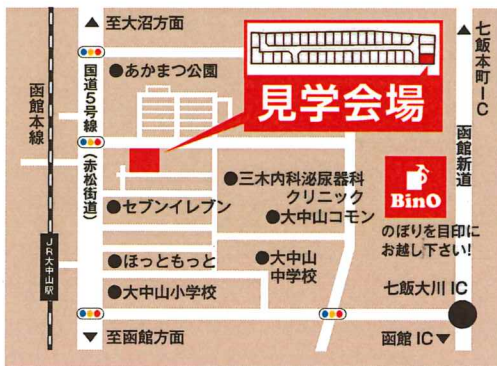 ▲至大沼方面
七飯本町IC
▲
函館本線
国道5号線
(赤松街道)
●あかまつ公園
見学会場
函館新道
●三木内科泌尿器科
クリニック
●大中山コモン
BinO
のぼりを目印に
お越し下さい!
●セブンイレブン
JR大中山駅
●ほっともっと
●大中山
中学校
●大中山小学校
七飯大川 IC
▼至函館方面
函館 IC▼